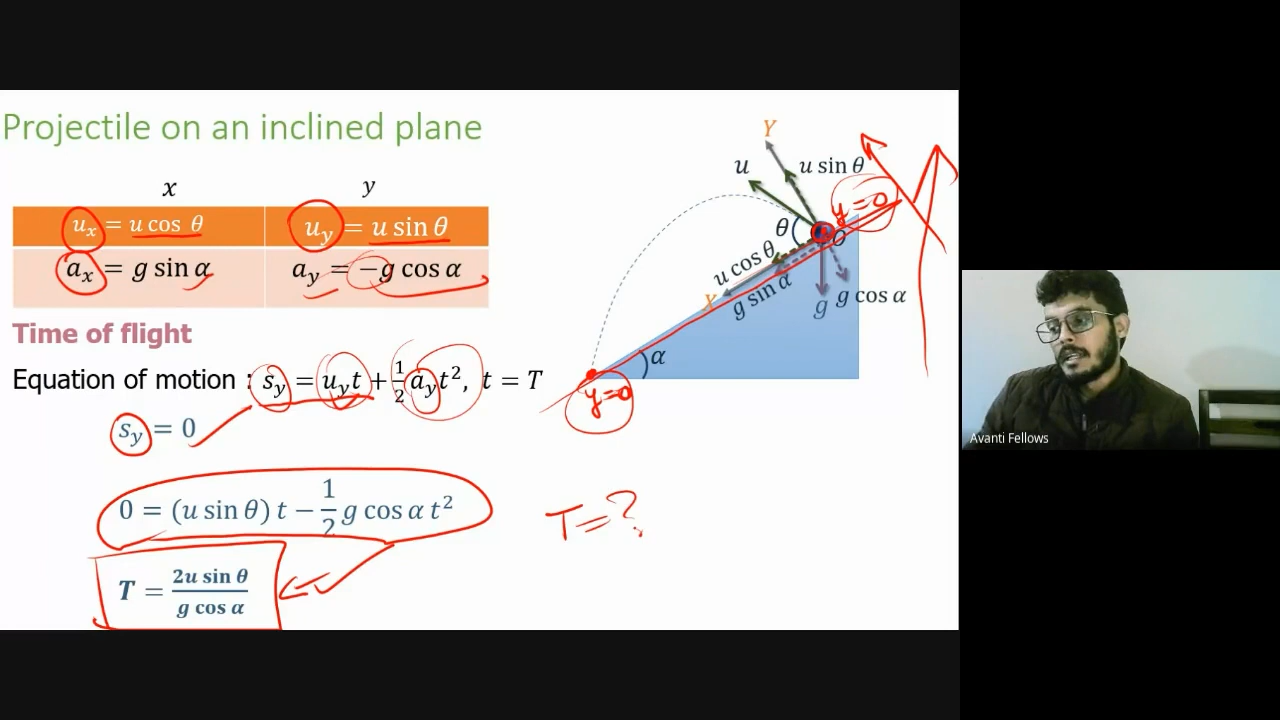 Projectile on an inclined plane
x y
uₓ = u cos θ u_y = u sin θ
aₓ = g sin α a_y = −g cos α
Time of flight
Equation of motion : s_y = u_y t + 1/2 a_y t², t = T
s_y = 0
0 = (u sin θ) t − 1/2 g cos α t²
T = 2u sin θ / g cos α
T = ?
Y
u
u sin θ
y=0
θ
O
u cos θ
X
g sin α
g
g cos α
α
y=0
Avanti Fellows